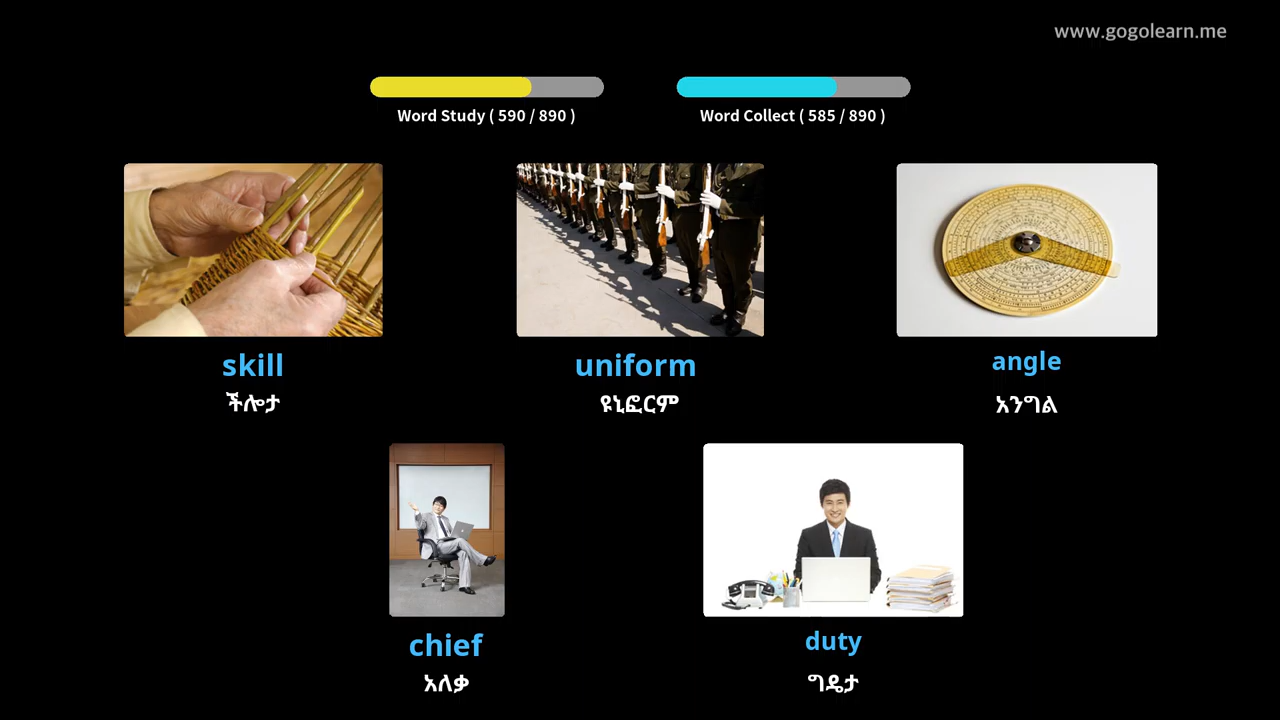 www.gogolearn.me
Word Study ( 590 / 890 )
Word Collect ( 585 / 890 )
skill
uniform
angle
ችሎታ
ዩኒፎርም
አንግል
chief
duty
አለቃ
ግዴታ